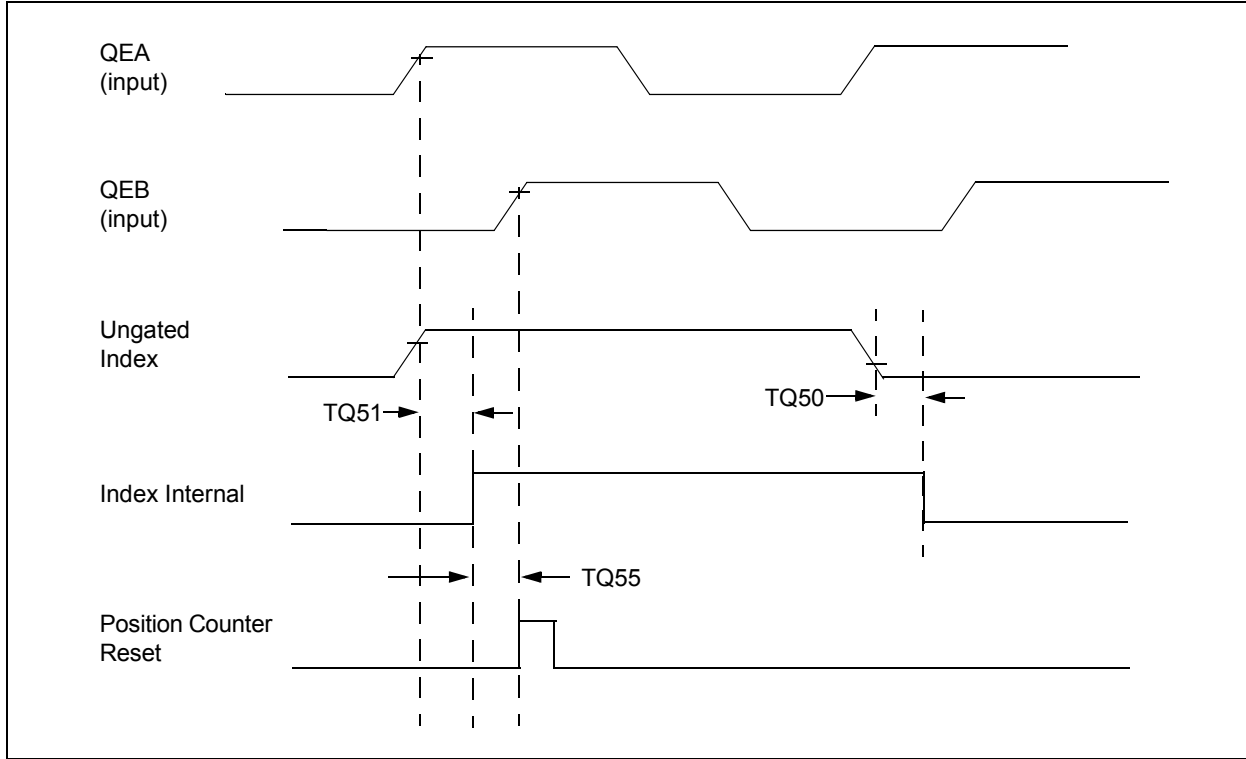 QEA
(input)
QEB
(input)
Ungated
Index
TQ51
TQ50
Index Internal
TQ55
Position Counter
Reset